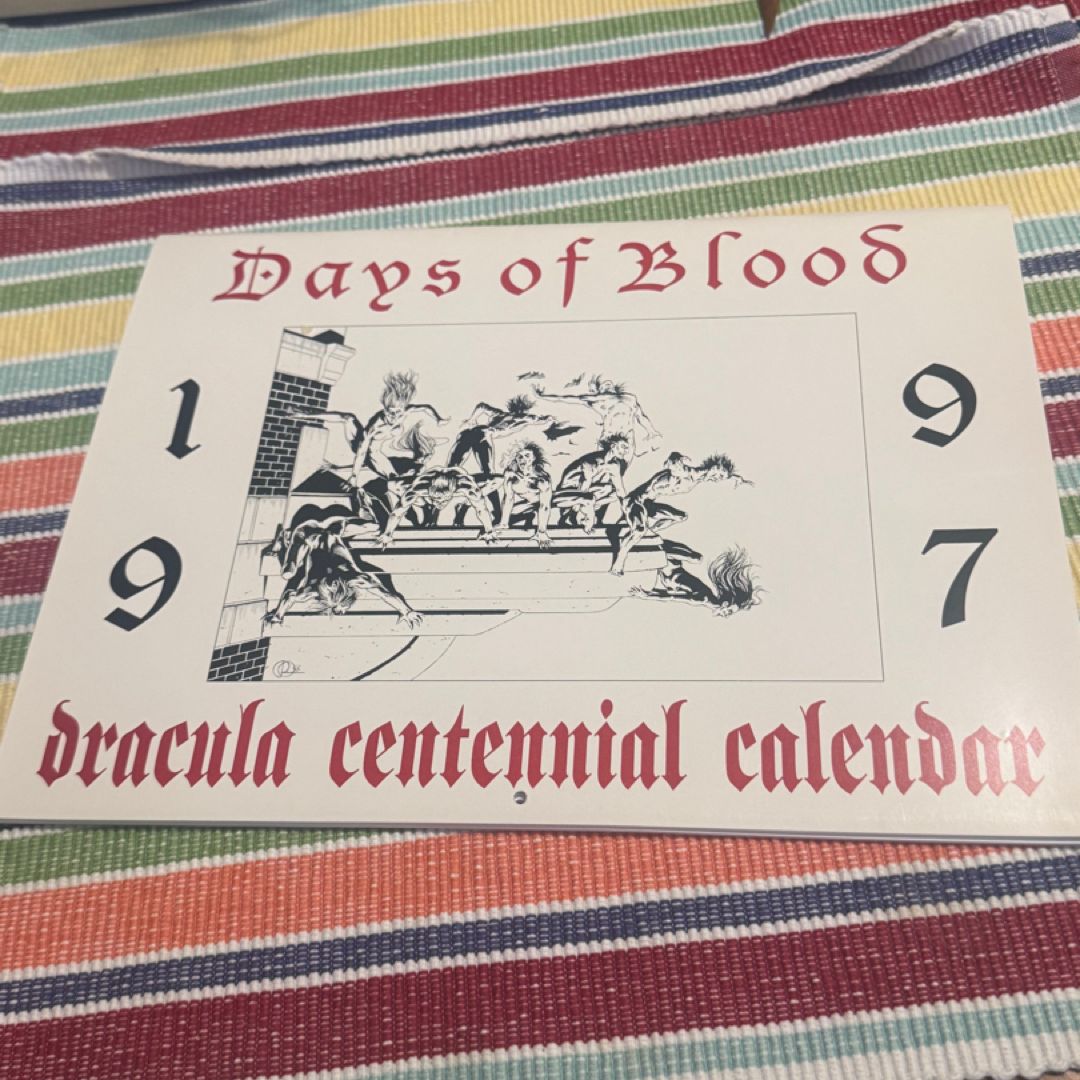 Days of Blood
1 9
9 7
dracula centennial calendar